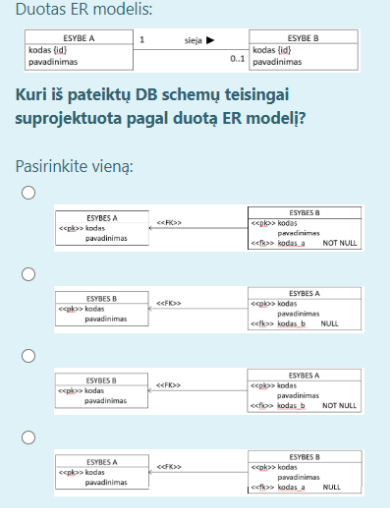 Duotas ER modelis:
ESYBE A 1 sieja ▶ ESYBE B
kodas {id} kodas {id}
pavadinimas 0..1 pavadinimas
Kuri iš pateiktų DB schemų teisingai
suprojektuota pagal duotą ER modelį?
Pasirinkite vieną:
ESYBES A <<FK>> ESYBES B
<<pk>> kodas <<pk>> kodas
pavadinimas pavadinimas
<<fk>> kodas_a NOT NULL
ESYBES B <<FK>> ESYBES A
<<pk>> kodas <<pk>> kodas
pavadinimas pavadinimas
<<fk>> kodas_b NULL
ESYBES B <<FK>> ESYBES A
<<pk>> kodas <<pk>> kodas
pavadinimas pavadinimas
<<fk>> kodas_b NOT NULL
ESYBES A <<FK>> ESYBES B
<<pk>> kodas <<pk>> kodas
pavadinimas pavadinimas
<<fk>> kodas_a NULL